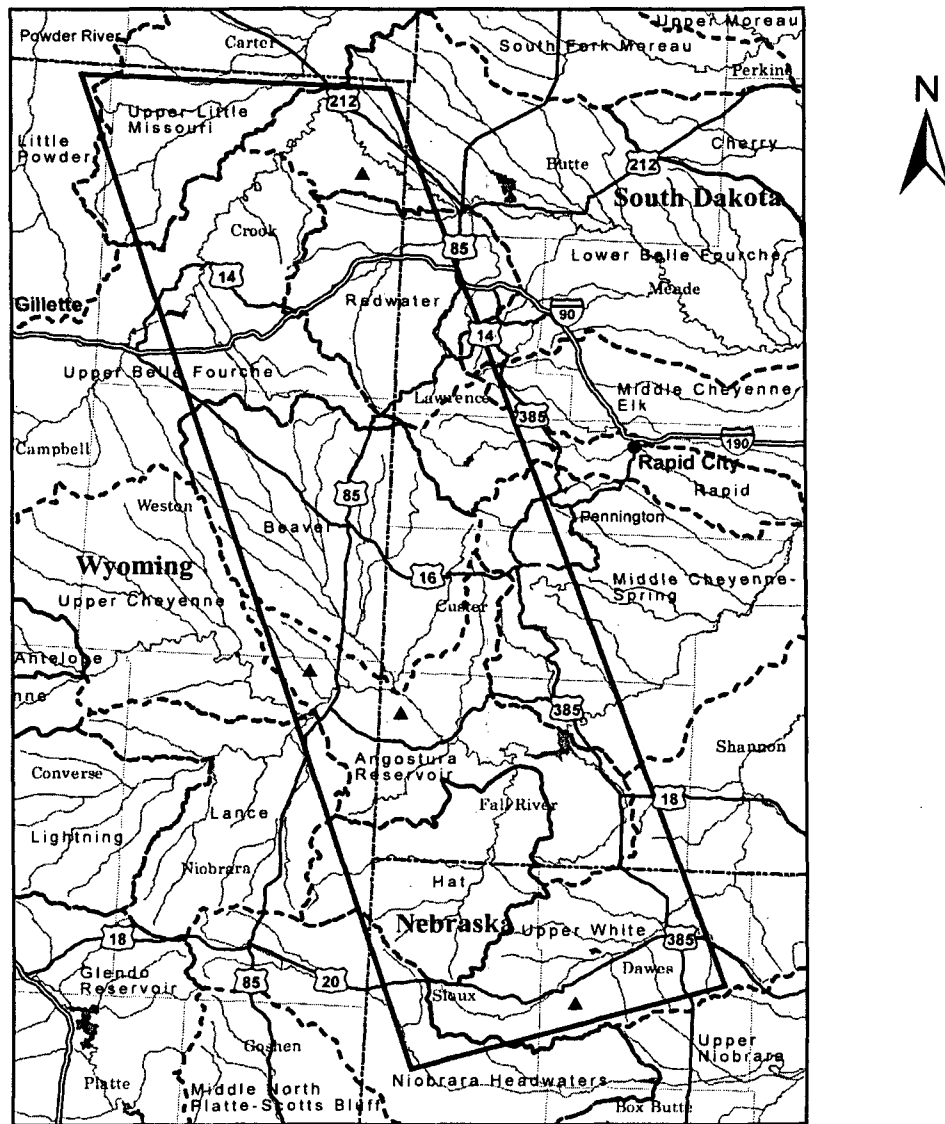 Powder River
Carter
Upper Moreau
South Fork Moreau
Perkins
N
212
Upper Little
Missouri
Little
Powder
Butte
212
Cherry
South Dakota
Crook
85
Lower Belle Fourche
Meade
14
Gillette
Redwater
90
14
Upper Belle Fourche
Lawrence
Middle Cheyenne
Elk
385
190
Campbell
Rapid City
85
Rapid
Weston
Beaver
Pennington
Wyoming
16
Middle Cheyenne-
Spring
Upper Cheyenne
Custer
Antelope
nne
385
Shannon
Angostura
Reservoir
Converse
18
Lance
Fall River
Lightning
Niobrara
Hat
Nebraska
Upper White
18
385
Glendo
Reservoir
85
20
Dawes
Sioux
Goshen
Upper
Niobrara
Platte
Middle North
Platte-Scotts Bluff
Niobrara Headwaters
Box Butte